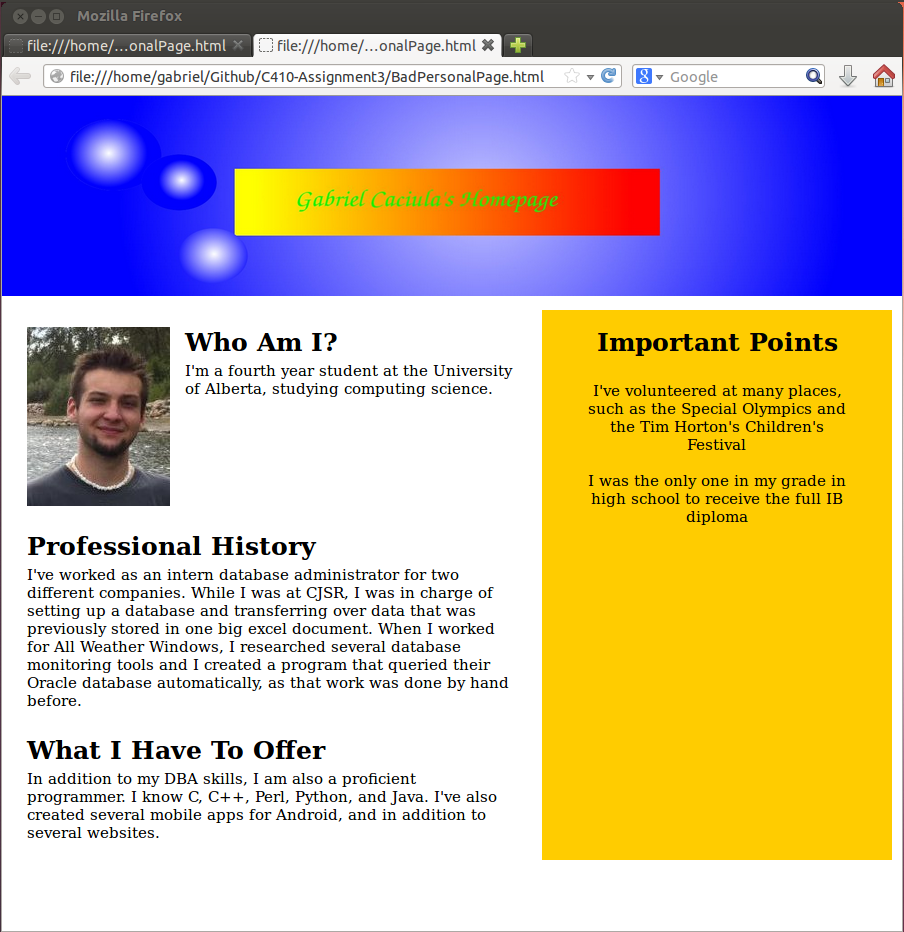 Mozilla Firefox
file:///home/...onalPage.html
file:///home/...onalPage.html
file:///home/gabriel/Github/C410-Assignment3/BadPersonalPage.html
8
Google
Gabriel Caciula's Homepage
Who Am I?
I'm a fourth year student at the University
of Alberta, studying computing science.
Professional History
I've worked as an intern database administrator for two
different companies. While I was at CJSR, I was in charge of
setting up a database and transferring over data that was
previously stored in one big excel document. When I worked
for All Weather Windows, I researched several database
monitoring tools and I created a program that queried their
Oracle database automatically, as that work was done by hand
before.
What I Have To Offer
In addition to my DBA skills, I am also a proficient
programmer. I know C, C++, Perl, Python, and Java. I've also
created several mobile apps for Android, and in addition to
several websites.
Important Points
I've volunteered at many places,
such as the Special Olympics and
the Tim Horton's Children's
Festival
I was the only one in my grade in
high school to receive the full IB
diploma